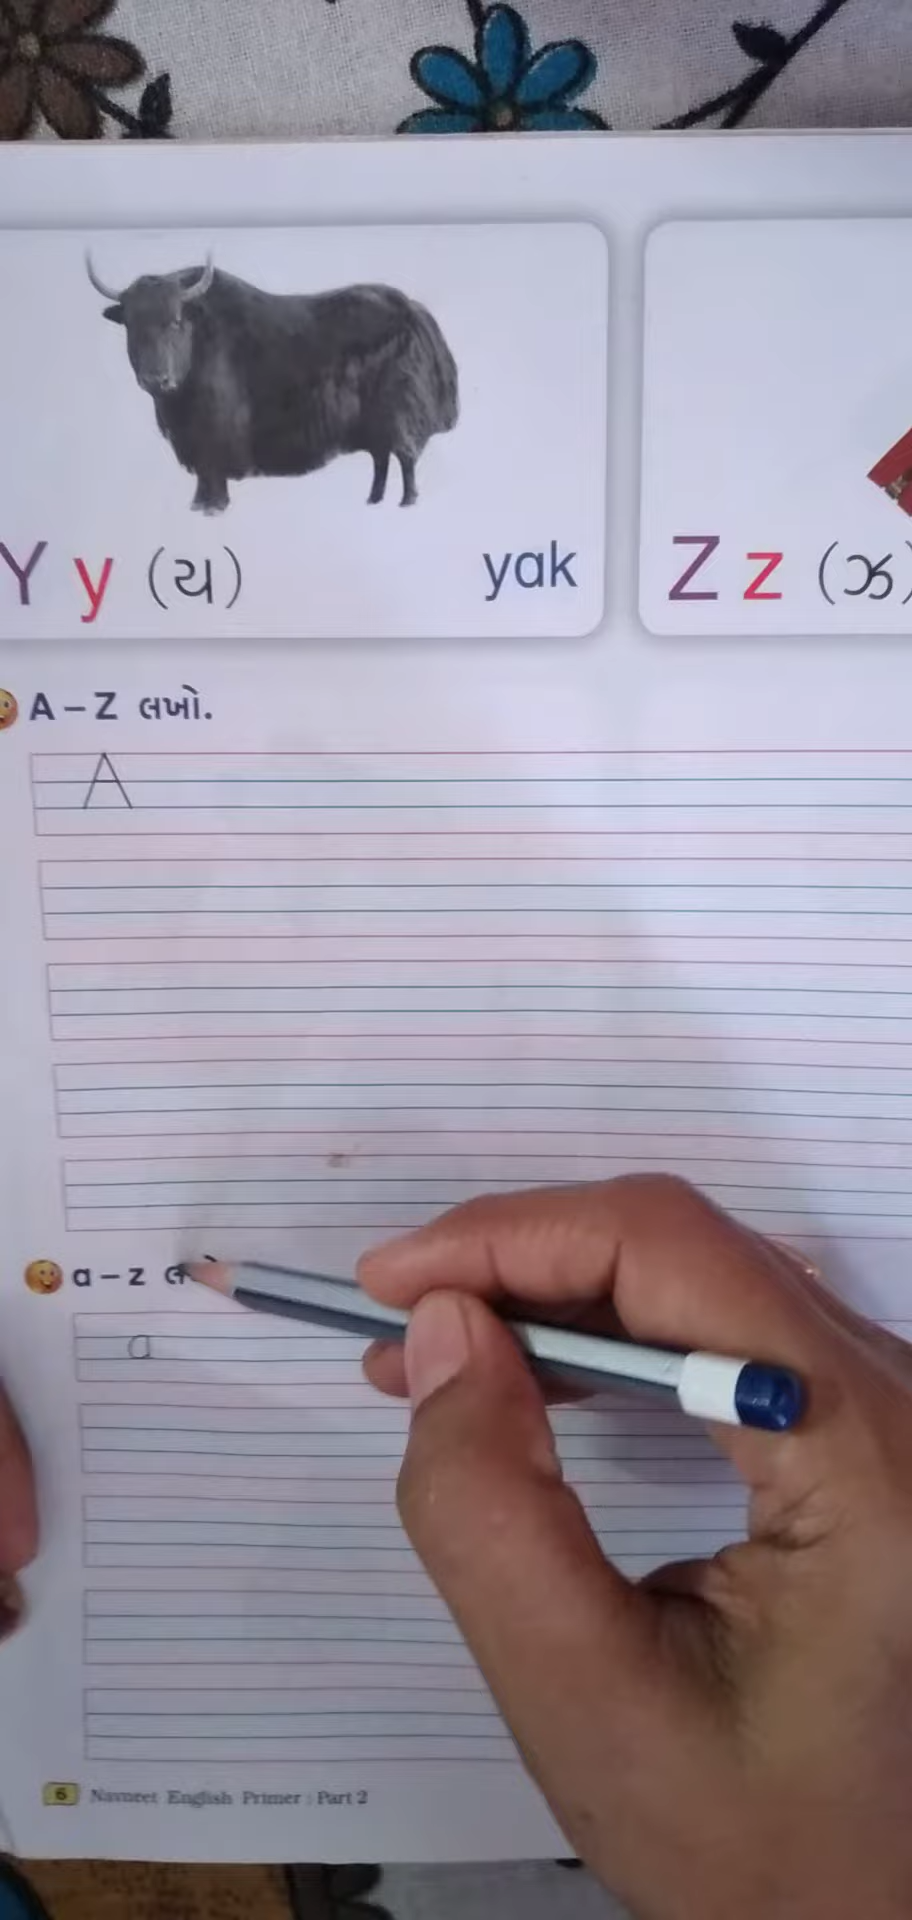 Y y (ય) yak
Z z (ઝ)
A – Z લખો.
A
a – z
a
6 Navneet English Primer : Part 2